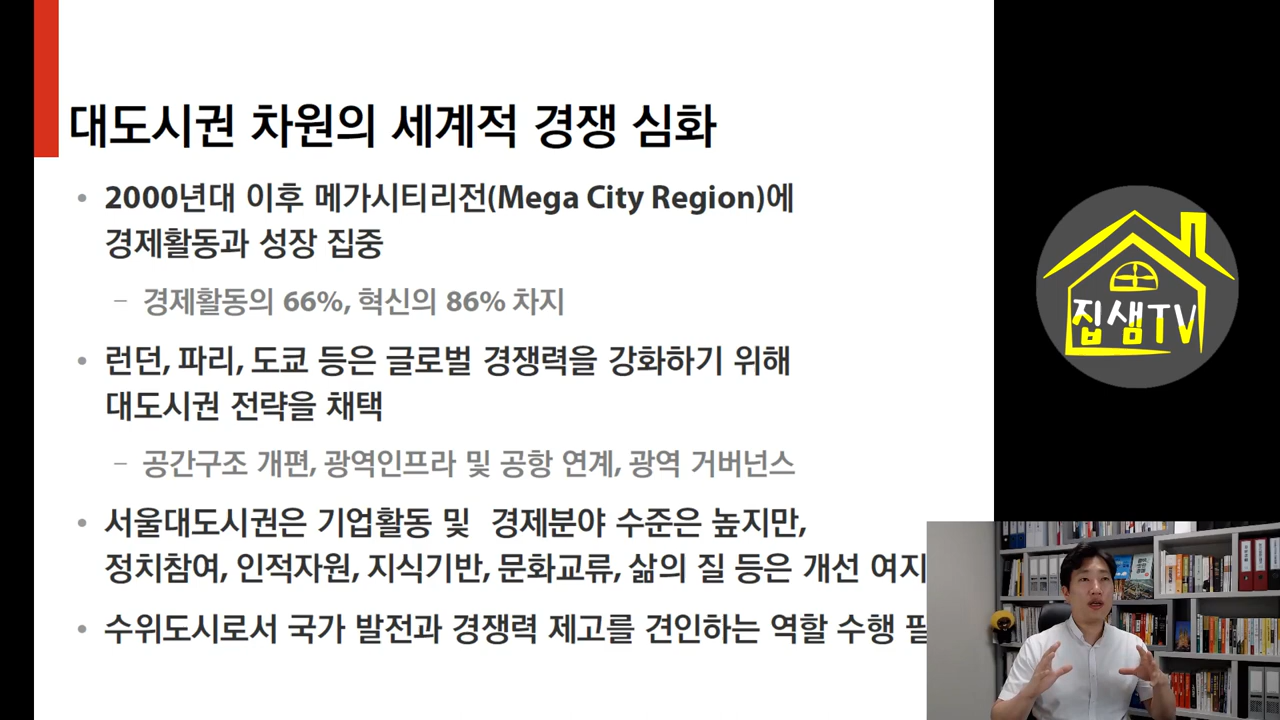 대도시권 차원의 세계적 경쟁 심화
• 2000년대 이후 메가시티리전(Mega City Region)에
경제활동과 성장 집중
– 경제활동의 66%, 혁신의 86% 차지
• 런던, 파리, 도쿄 등은 글로벌 경쟁력을 강화하기 위해
대도시권 전략을 채택
– 공간구조 개편, 광역인프라 및 공항 연계, 광역 거버넌스
• 서울대도시권은 기업활동 및 경제분야 수준은 높지만,
정치참여, 인적자원, 지식기반, 문화교류, 삶의 질 등은 개선 여지
• 수위도시로서 국가 발전과 경쟁력 제고를 견인하는 역할 수행
집샘TV